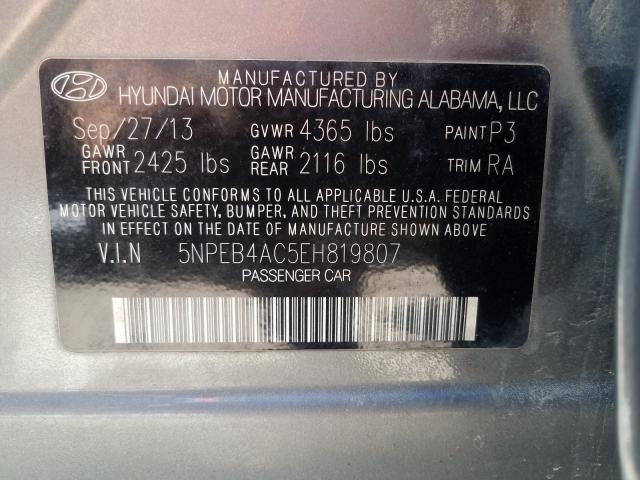 MANUFACTURED BY
HYUNDAI MOTOR MANUFACTURING ALABAMA, LLC
Sep/27/13 GVWR 4365 lbs PAINT P3
GAWR FRONT 2425 lbs GAWR REAR 2116 lbs TRIM RA
THIS VEHICLE CONFORMS TO ALL APPLICABLE U.S.A. FEDERAL
MOTOR VEHICLE SAFETY, BUMPER, AND THEFT PREVENTION STANDARDS
IN EFFECT ON THE DATE OF MANUFACTURE SHOWN ABOVE
V.I.N 5NPEB4AC5EH819807
PASSENGER CAR